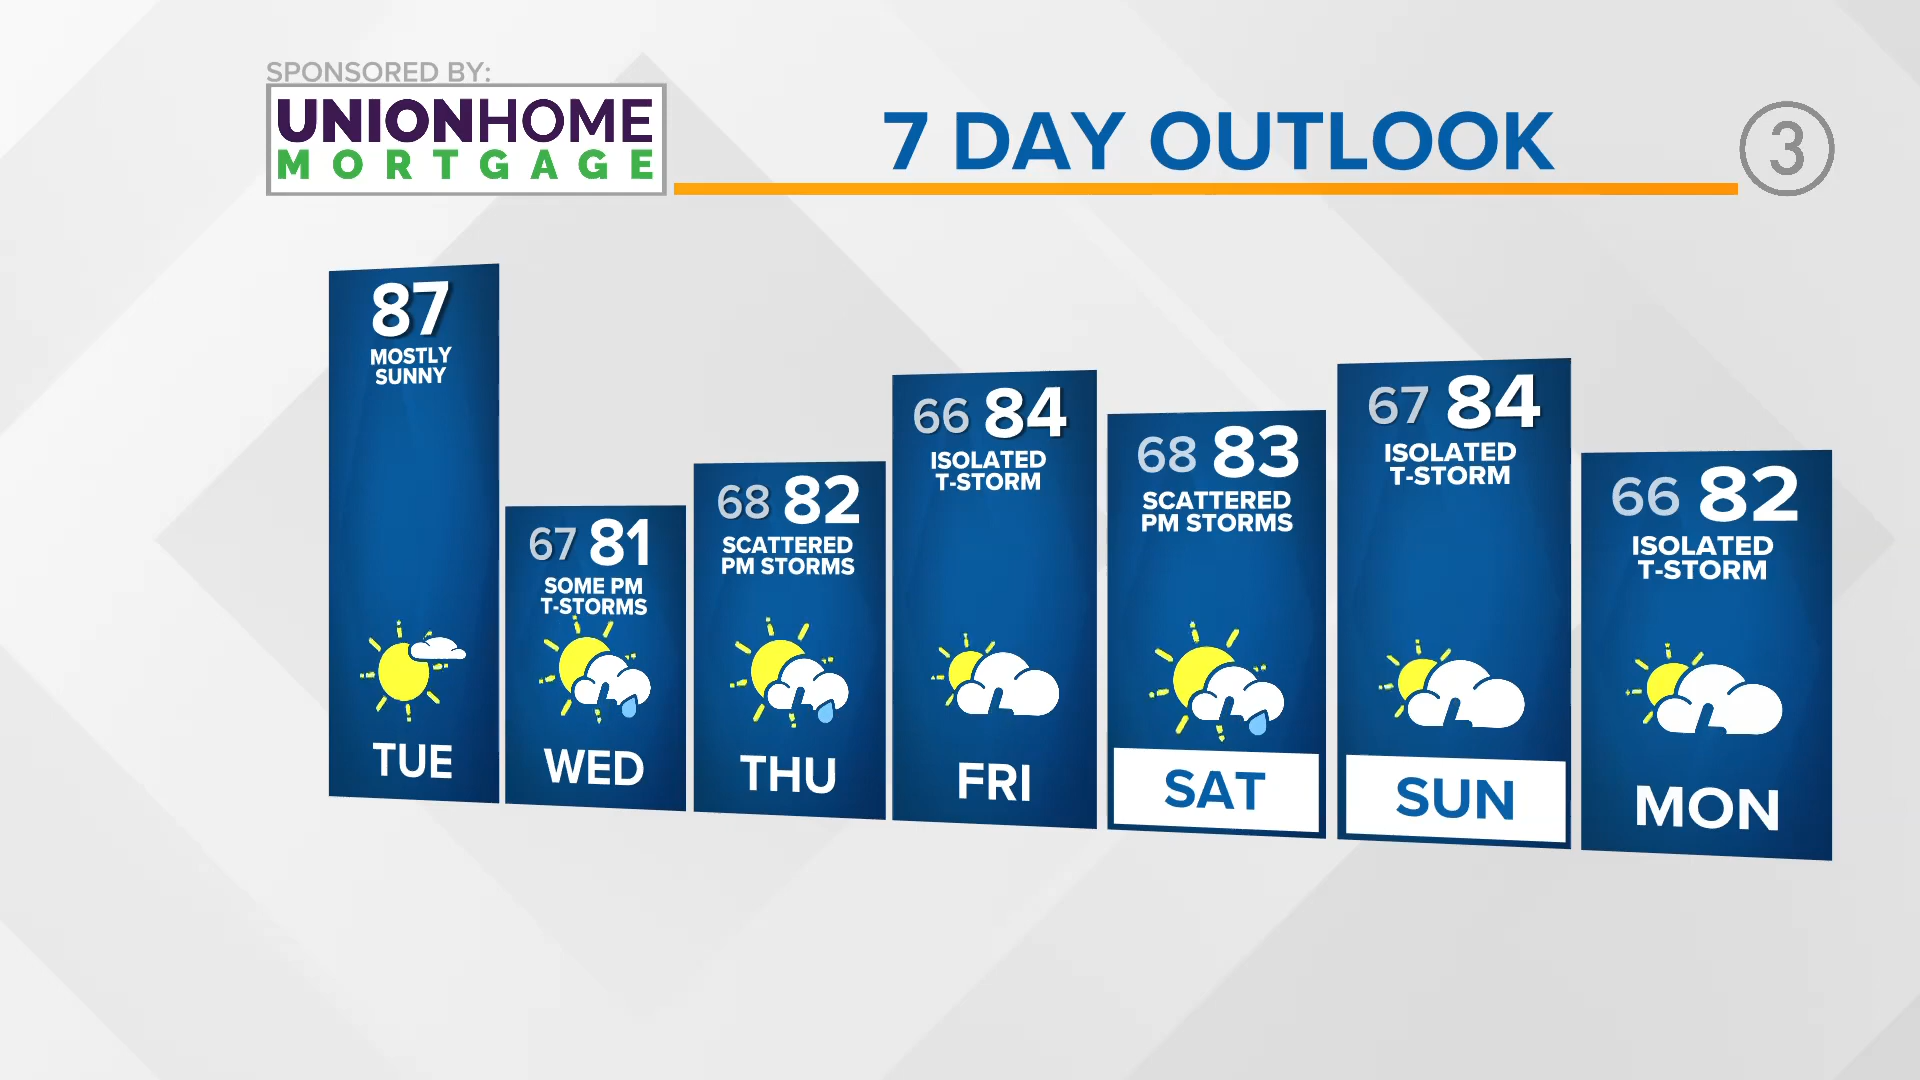 SPONSORED BY:
UNIONHOME
MORTGAGE
7 DAY OUTLOOK
3
87
MOSTLY
SUNNY
TUE
67 81
SOME PM
T-STORMS
WED
68 82
SCATTERED
PM STORMS
THU
66 84
ISOLATED
T-STORM
FRI
68 83
SCATTERED
PM STORMS
SAT
67 84
ISOLATED
T-STORM
SUN
66 82
ISOLATED
T-STORM
MON